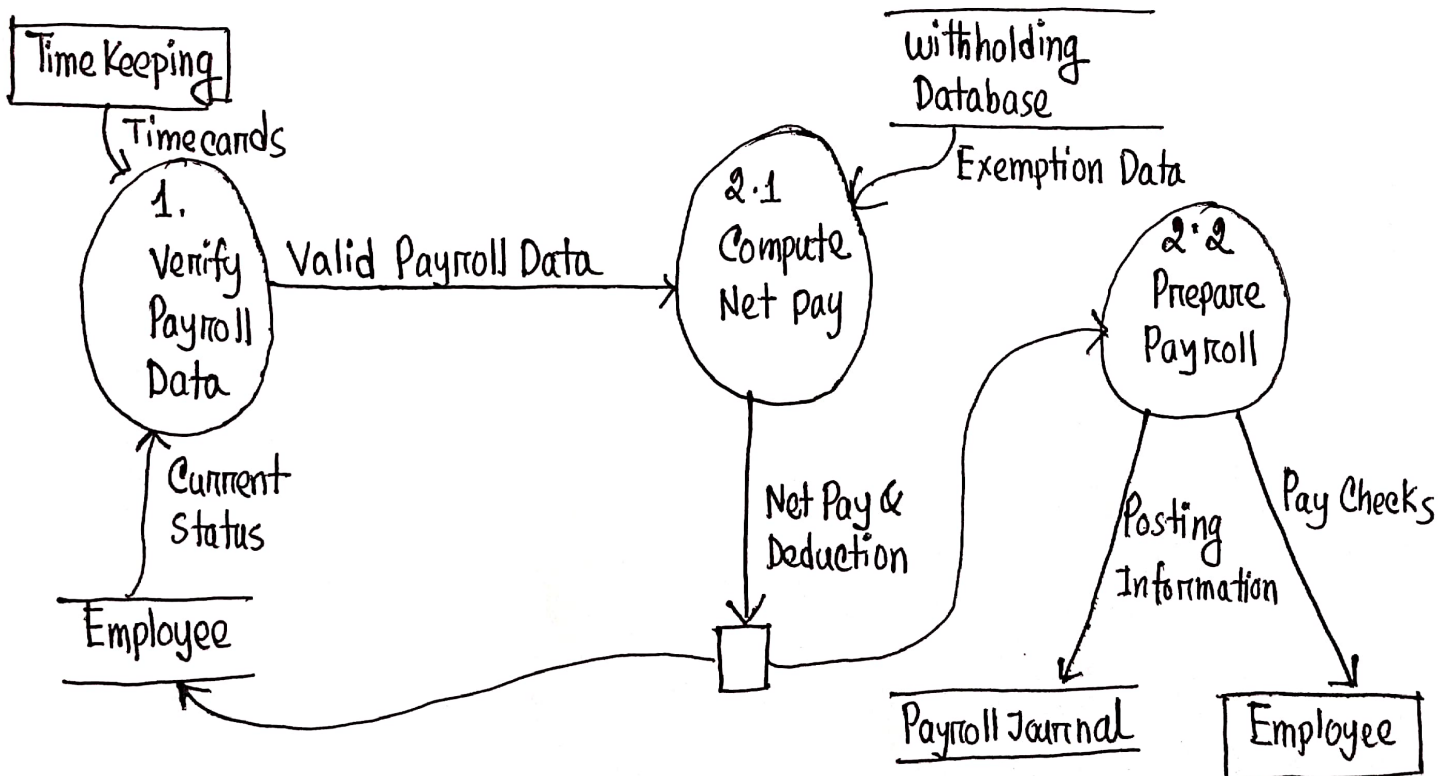 Time Keeping
Timecards
1.
Verify
Payroll
Data
Valid Payroll Data
2.1
Compute
Net pay
withholding
Database
Exemption Data
2.2
Prepare
Payroll
Current
Status
Employee
Net Pay &
Deduction
Posting
Information
Pay Checks
Payroll Journal
Employee